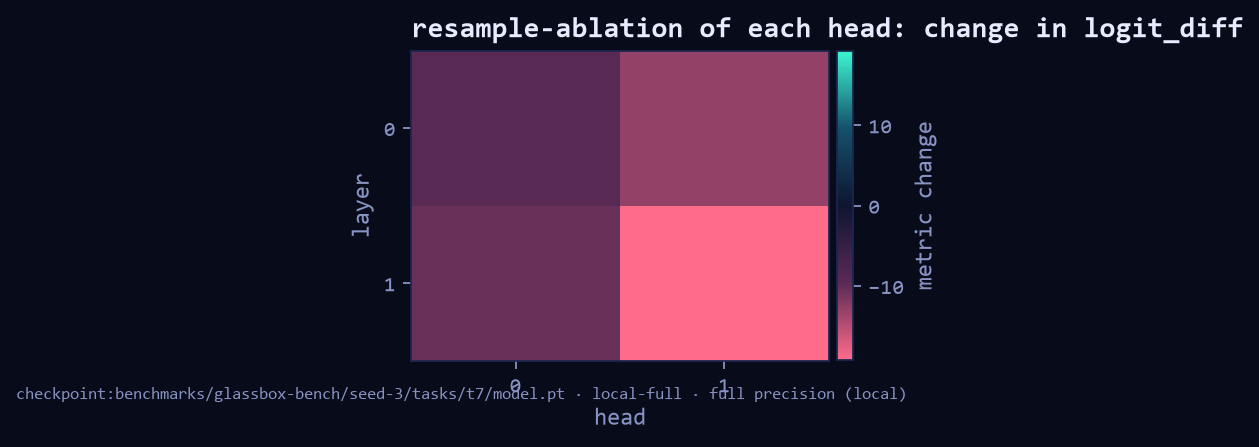 resample-ablation of each head: change in logit_diff
0
1
layer
10
0
−10
metric change
0
1
checkpoint:benchmarks/glassbox-bench/seed-3/tasks/t7/model.pt · local-full · full precision (local)
head